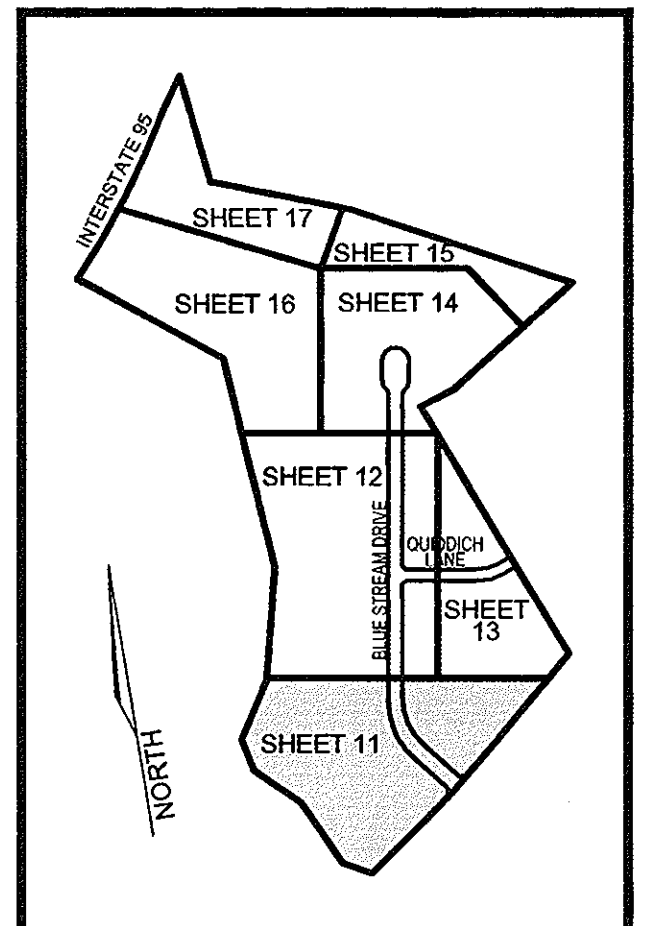 INTERSTATE 95
SHEET 17
SHEET 15
SHEET 16
SHEET 14
SHEET 12
BLUE STREAM DRIVE
QUIDDICH
LANE
SHEET
13
SHEET 11
NORTH